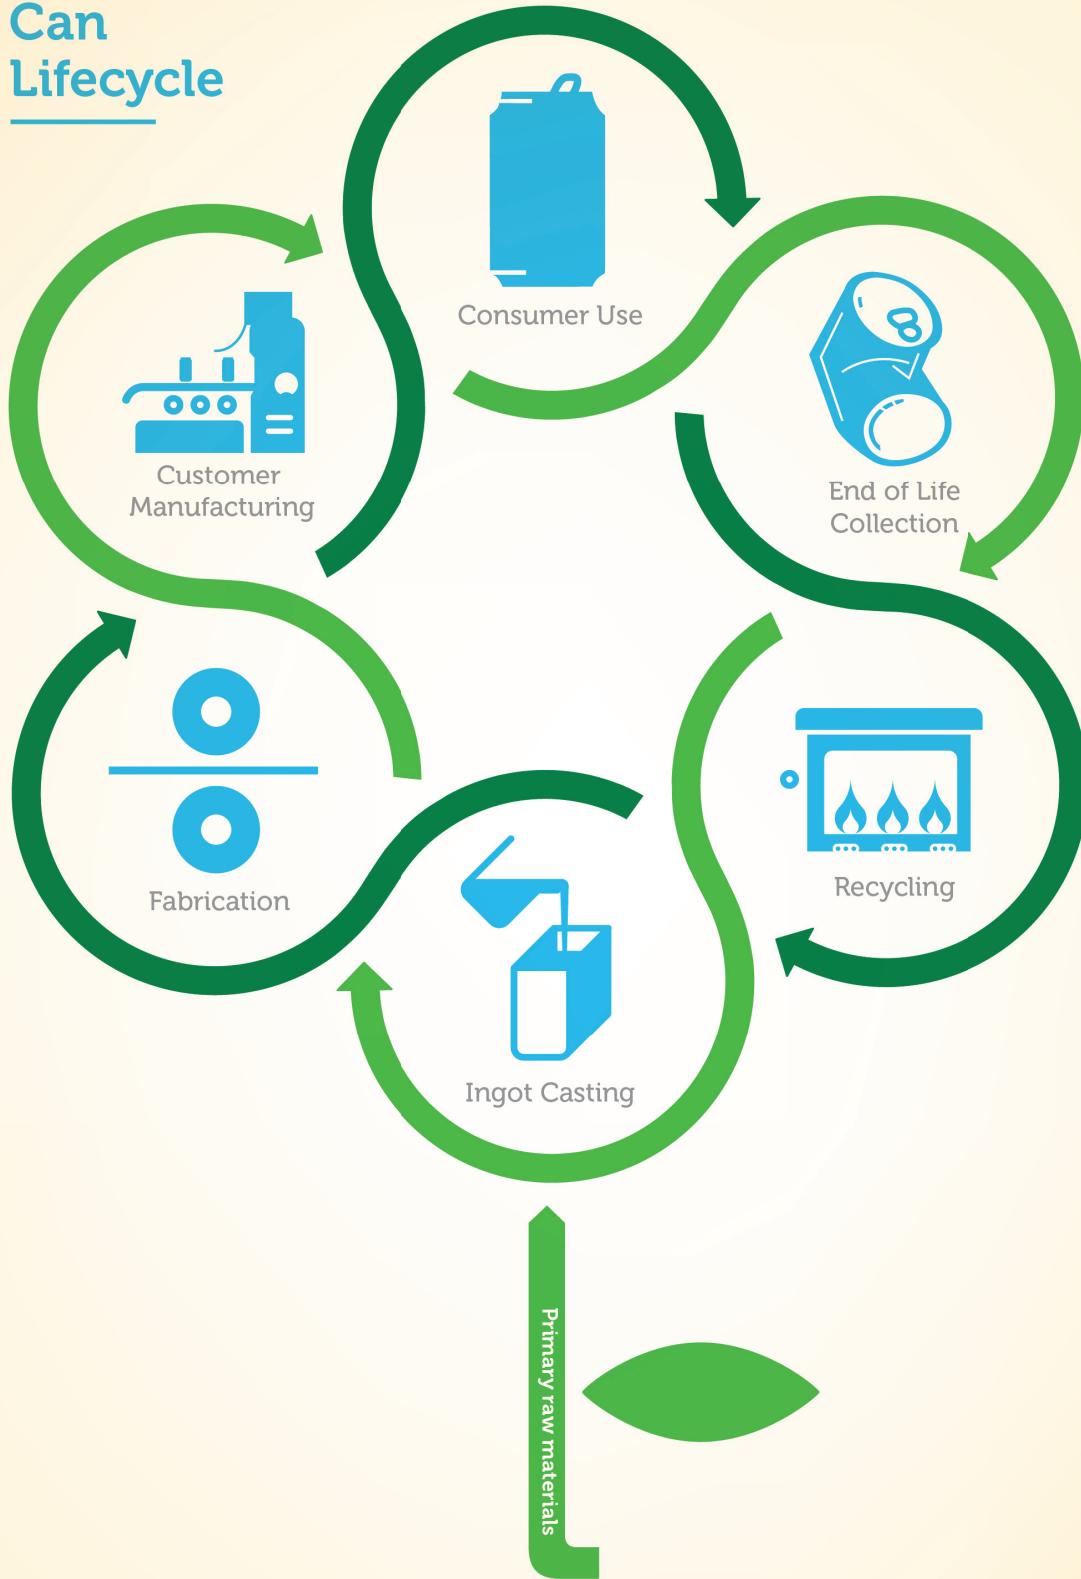 Can
Lifecycle
Consumer Use
Customer
Manufacturing
End of Life
Collection
Fabrication
Recycling
Ingot Casting
Primary raw materials